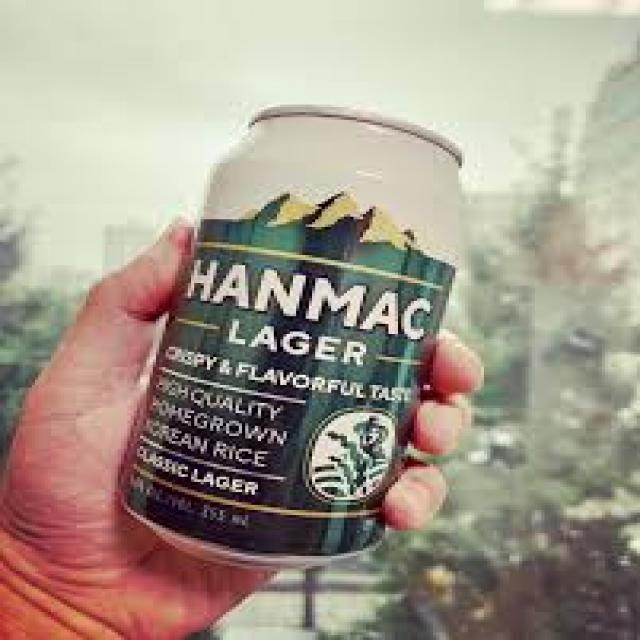 HANMAC
LAGER
CRISPY & FLAVORFUL TASTE
HIGH QUALITY
HOMEGROWN
KOREAN RICE
CLASSIC LAGER